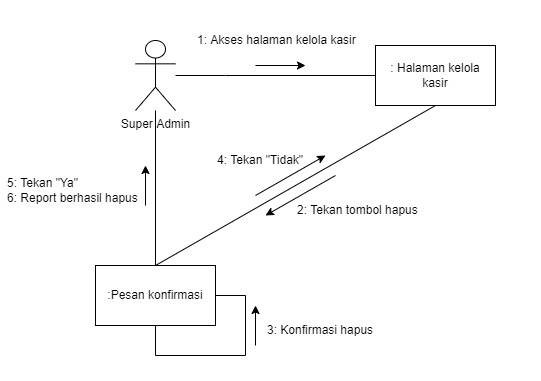 1: Akses halaman kelola kasir
: Halaman kelola
kasir
Super Admin
4: Tekan "Tidak"
5: Tekan "Ya"
6: Report berhasil hapus
2: Tekan tombol hapus
:Pesan konfirmasi
3: Konfirmasi hapus